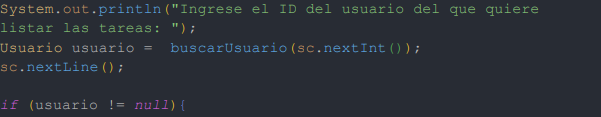 System.out.println("Ingrese el ID del usuario del que quiere
listar las tareas: ");
Usuario usuario =  buscarUsuario(sc.nextInt());
sc.nextLine();
if (usuario != null){